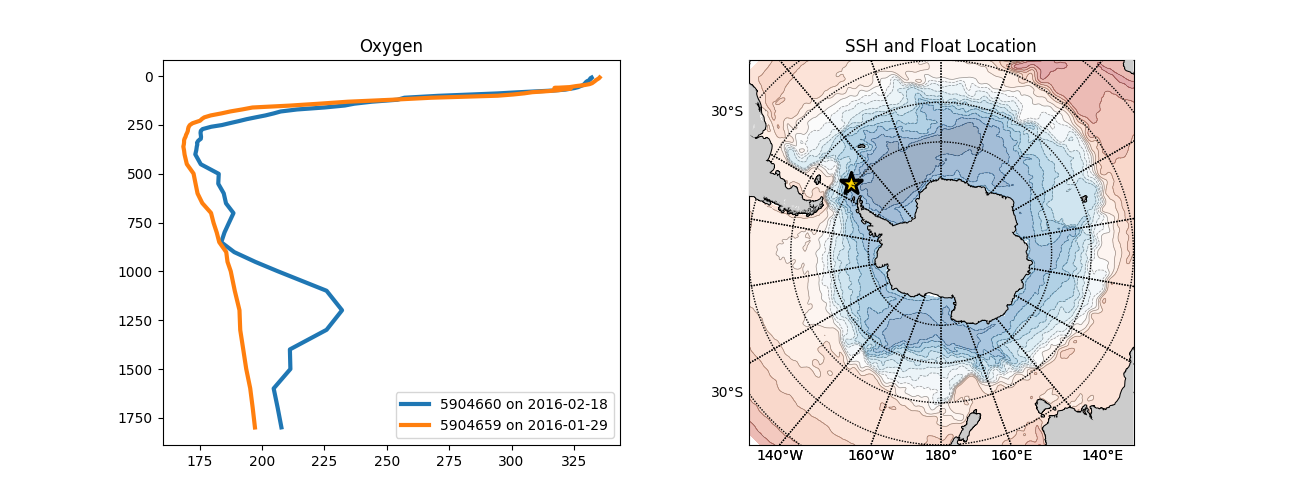 Oxygen
0
250
500
750
1000
1250
1500
1750
175
200
225
250
275
300
325
5904660 on 2016-02-18
5904659 on 2016-01-29
SSH and Float Location
30°S
30°S
140°W
160°W
180°
160°E
140°E